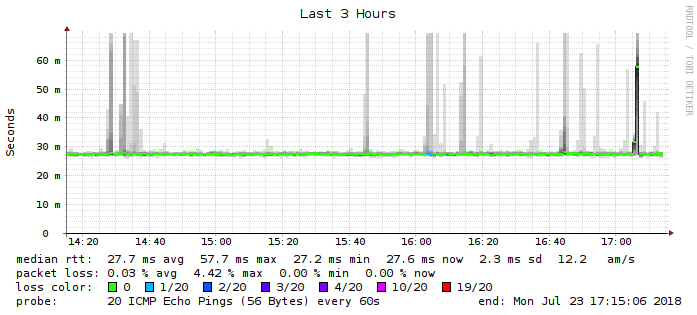 Last 3 Hours
RRDTOOL / TOBI OETIKER
Seconds
60 m
50 m
40 m
30 m
20 m
10 m
0
14:20 14:40 15:00 15:20 15:40 16:00 16:20 16:40 17:00
median rtt: 27.7 ms avg 57.7 ms max 27.2 ms min 27.6 ms now 2.3 ms sd 12.2 am/s
packet loss: 0.03 % avg 4.42 % max 0.00 % min 0.00 % now
loss color: 0 1/20 2/20 3/20 4/20 10/20 19/20
probe: 20 ICMP Echo Pings (56 Bytes) every 60s end: Mon Jul 23 17:15:06 2018